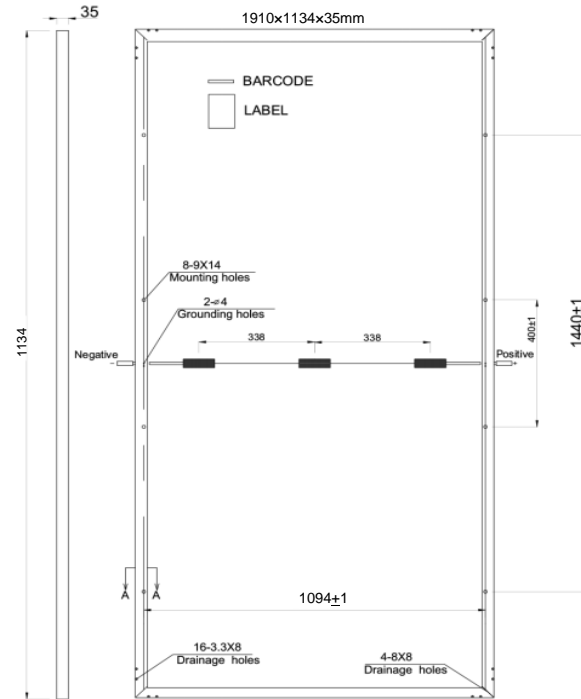 35
1910×1134×35mm
BARCODE
LABEL
8-9X14
Mounting holes
2-ø4
Grounding holes
338
338
1134
Negative
-
Positive
+
400±1
1440±1
A
A
1094±1
16-3.3X8
Drainage holes
4-8X8
Drainage holes